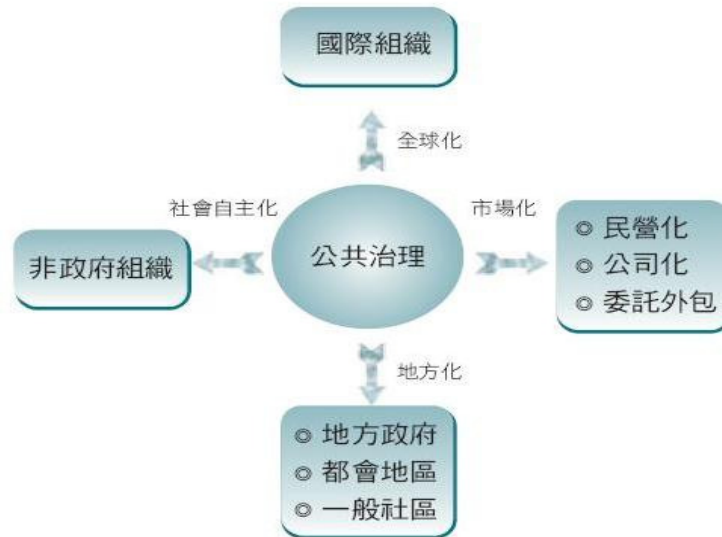 國際組織
全球化
社會自主化
市場化
非政府組織
公共治理
◎ 民營化
◎ 公司化
◎ 委託外包
地方化
◎ 地方政府
◎ 都會地區
◎ 一般社區